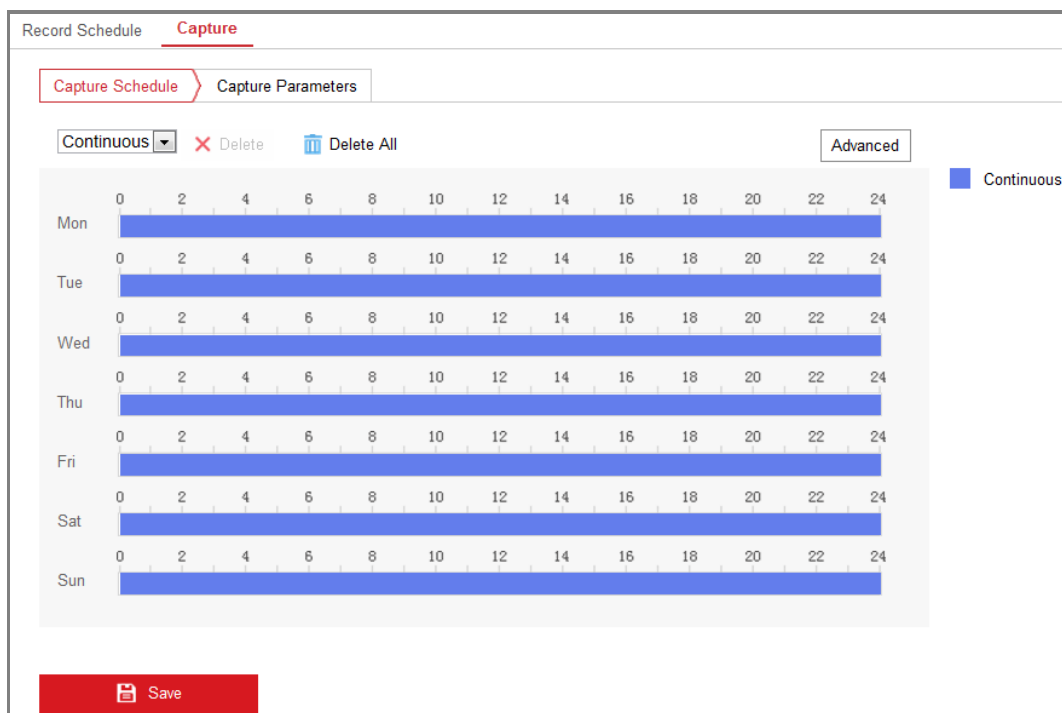 Record Schedule Capture
Capture Schedule Capture Parameters
Continuous Delete Delete All Advanced
Continuous
0 2 4 6 8 10 12 14 16 18 20 22 24
Mon
0 2 4 6 8 10 12 14 16 18 20 22 24
Tue
0 2 4 6 8 10 12 14 16 18 20 22 24
Wed
0 2 4 6 8 10 12 14 16 18 20 22 24
Thu
0 2 4 6 8 10 12 14 16 18 20 22 24
Fri
0 2 4 6 8 10 12 14 16 18 20 22 24
Sat
0 2 4 6 8 10 12 14 16 18 20 22 24
Sun
Save